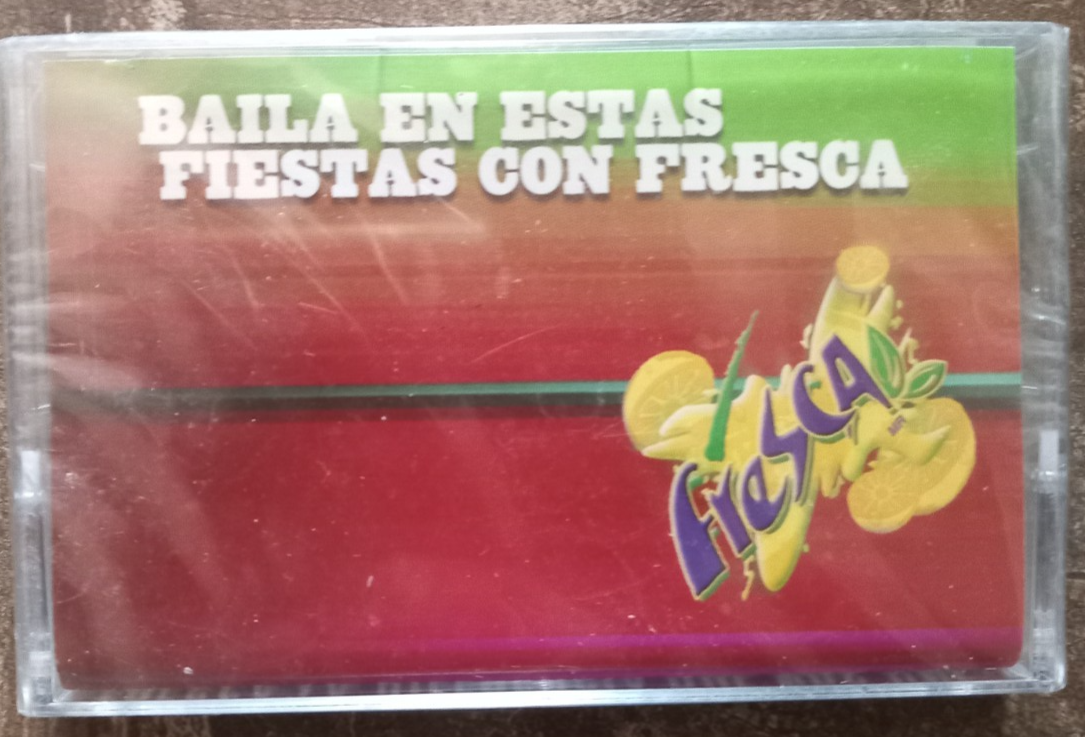 BAILA EN ESTAS
FIESTAS CON FRESCA
FresCA